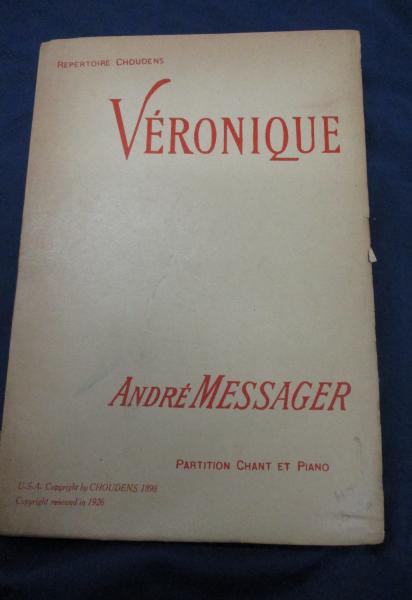 REPERTOIRE CHOUDENS
VÉRONIQUE
ANDRÉ MESSAGER
PARTITION CHANT ET PIANO
U.S.A. Copyright by CHOUDENS 1898
Copyright renewed in 1926